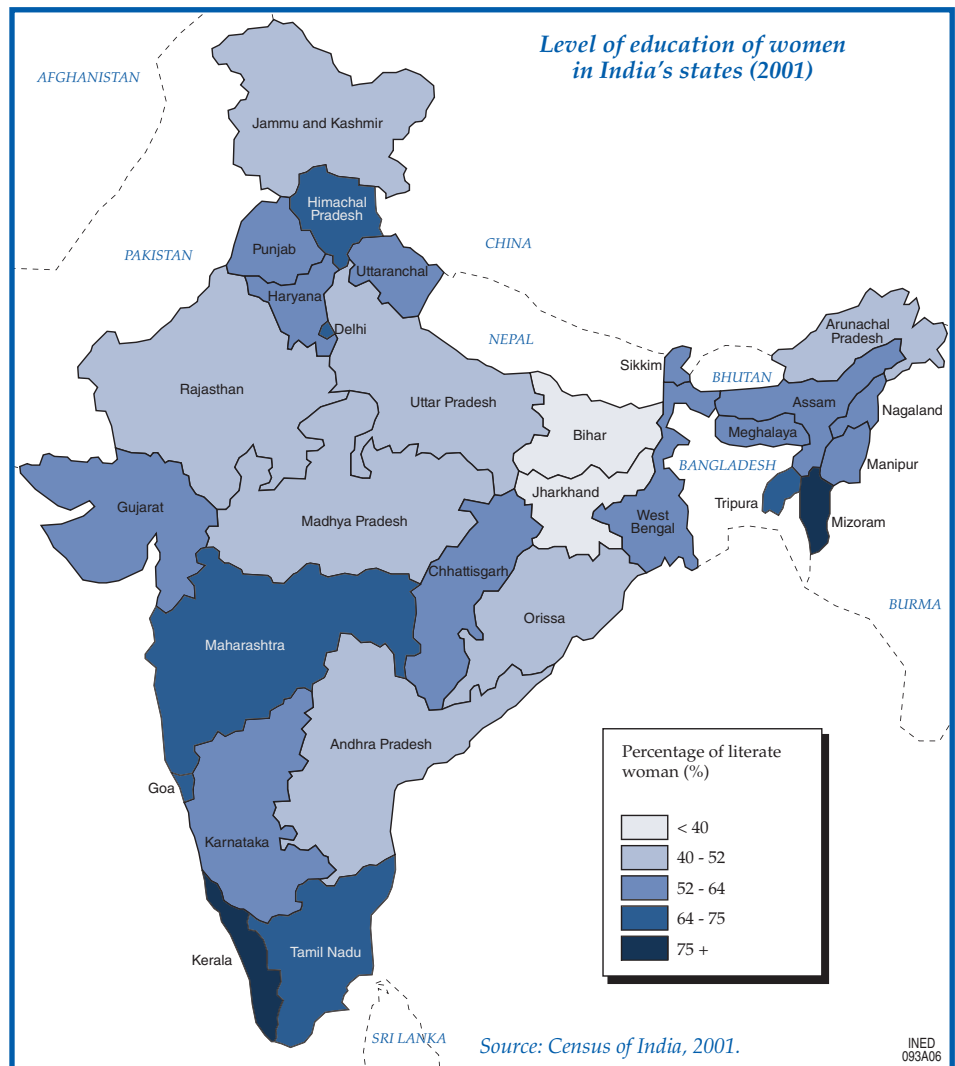 Level of education of women
in India's states (2001)
AFGHANISTAN
Jammu and Kashmir
Himachal
Pradesh
CHINA
PAKISTAN
Punjab
Uttaranchal
Haryana
Delhi
NEPAL
Arunachal
Pradesh
Sikkim
BHUTAN
Rajasthan
Uttar Pradesh
Assam
Nagaland
Bihar
Meghalaya
BANGLADESH
Manipur
Jharkhand
Gujarat
Madhya Pradesh
West
Bengal
Tripura
Mizoram
Chhattisgarh
BURMA
Orissa
Maharashtra
Andhra Pradesh
Goa
Karnataka
Kerala
Tamil Nadu
SRI LANKA
Percentage of literate
woman (%)
< 40
40 - 52
52 - 64
64 - 75
75 +
Source: Census of India, 2001.
INED
093A06